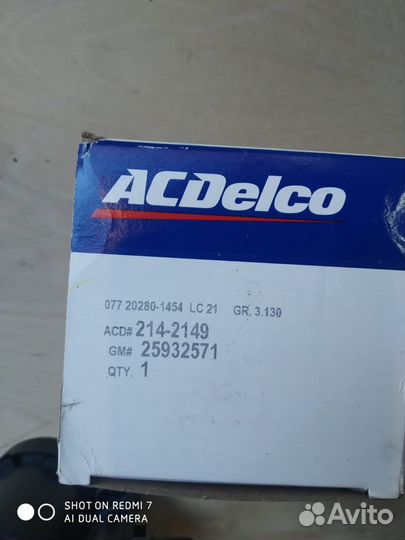 ACDelco
077 20280-1454 LC 21 GR. 3.130
ACD# 214-2149
GM# 25932571
QTY. 1
SHOT ON REDMI 7
AI DUAL CAMERA
Avito